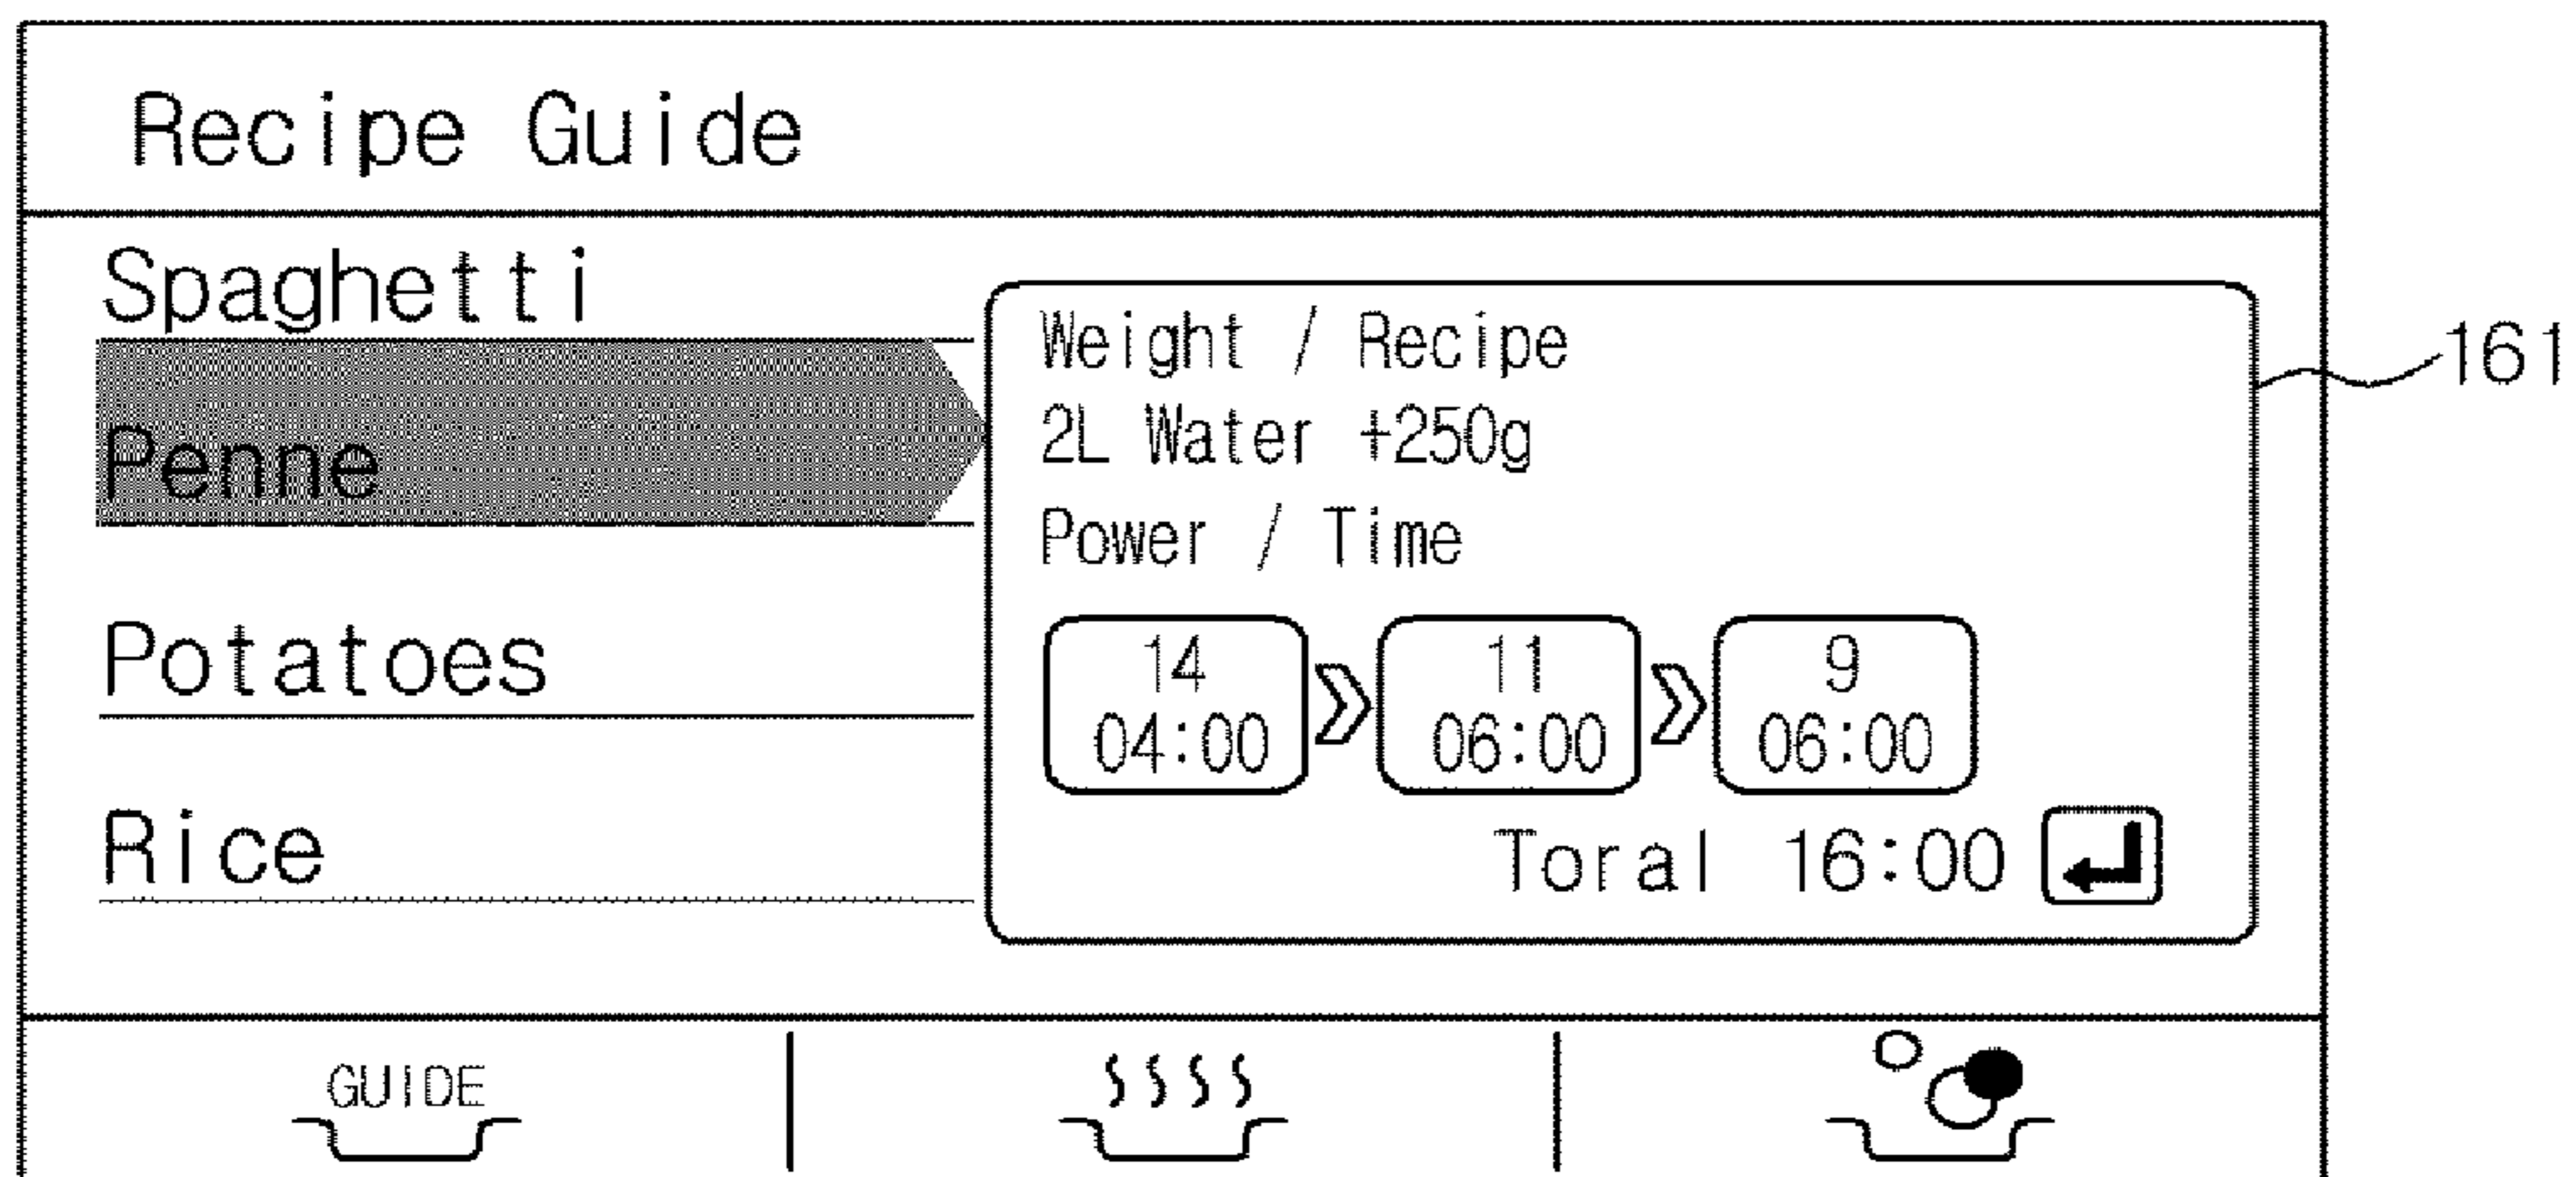 Recipe Guide
Spaghetti
Penne
Potatoes
Rice
Weight / Recipe
2L Water +250g
Power / Time
14
04:00
11
06:00
9
06:00
Toral 16:00
161
GUIDE